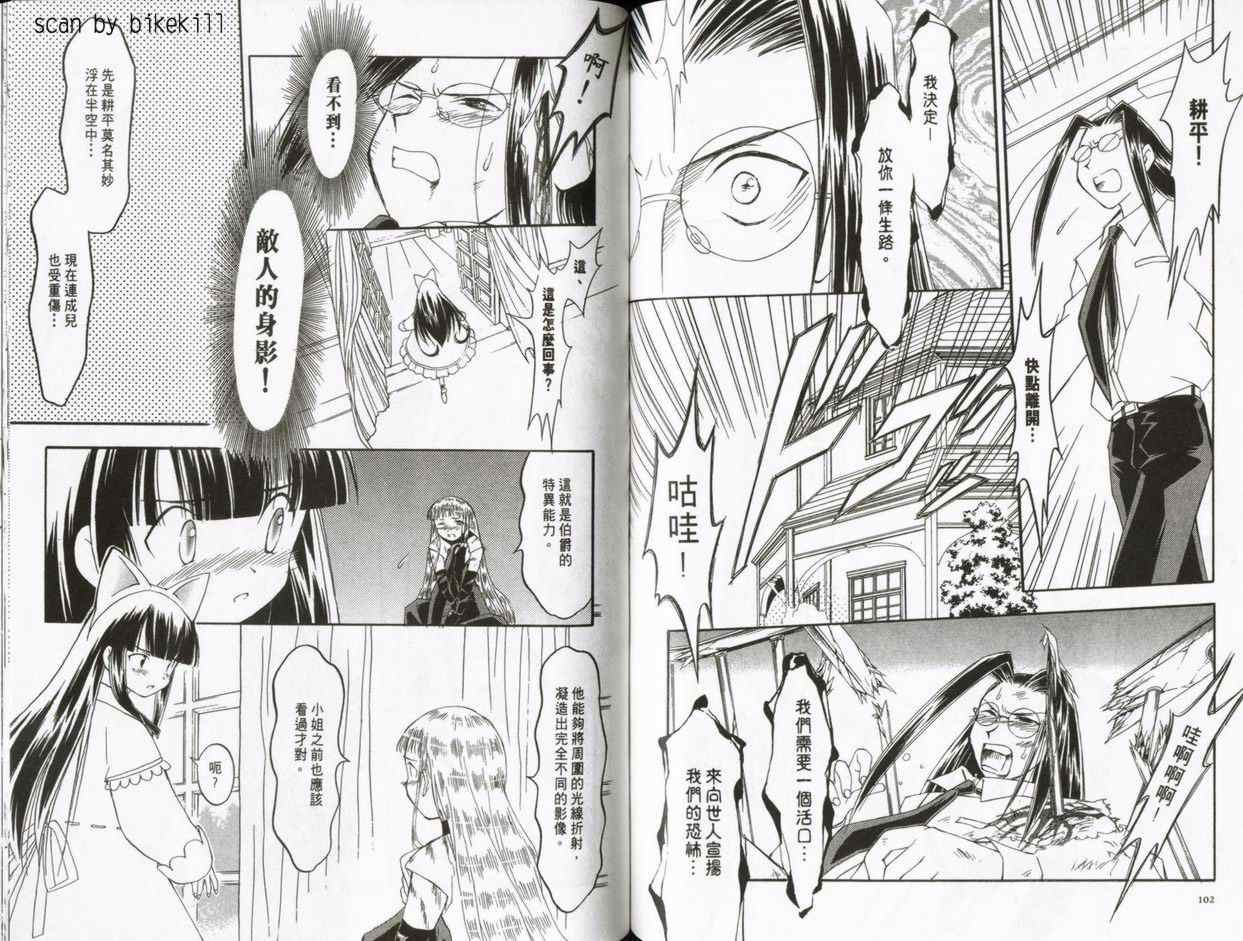 scan by bikekill
耕平！
快點離開…
我決定—
放你一條生路。
ドドドフッ
咕哇！
哇啊啊啊—
我們需要一個活口…
來向世人宣揚
我們的恐怖…
102
啊！
看不到…
敵人的身影！
先是耕平莫名其妙
浮在半空中…
現在連成兒
也受重傷…
這、
這是怎麼回事？
這就是伯爵的
特異能力。
他能夠將周圍的光線折射，
凝造出完全不同的影像。
小姐之前也應該
看過才對。
呃？